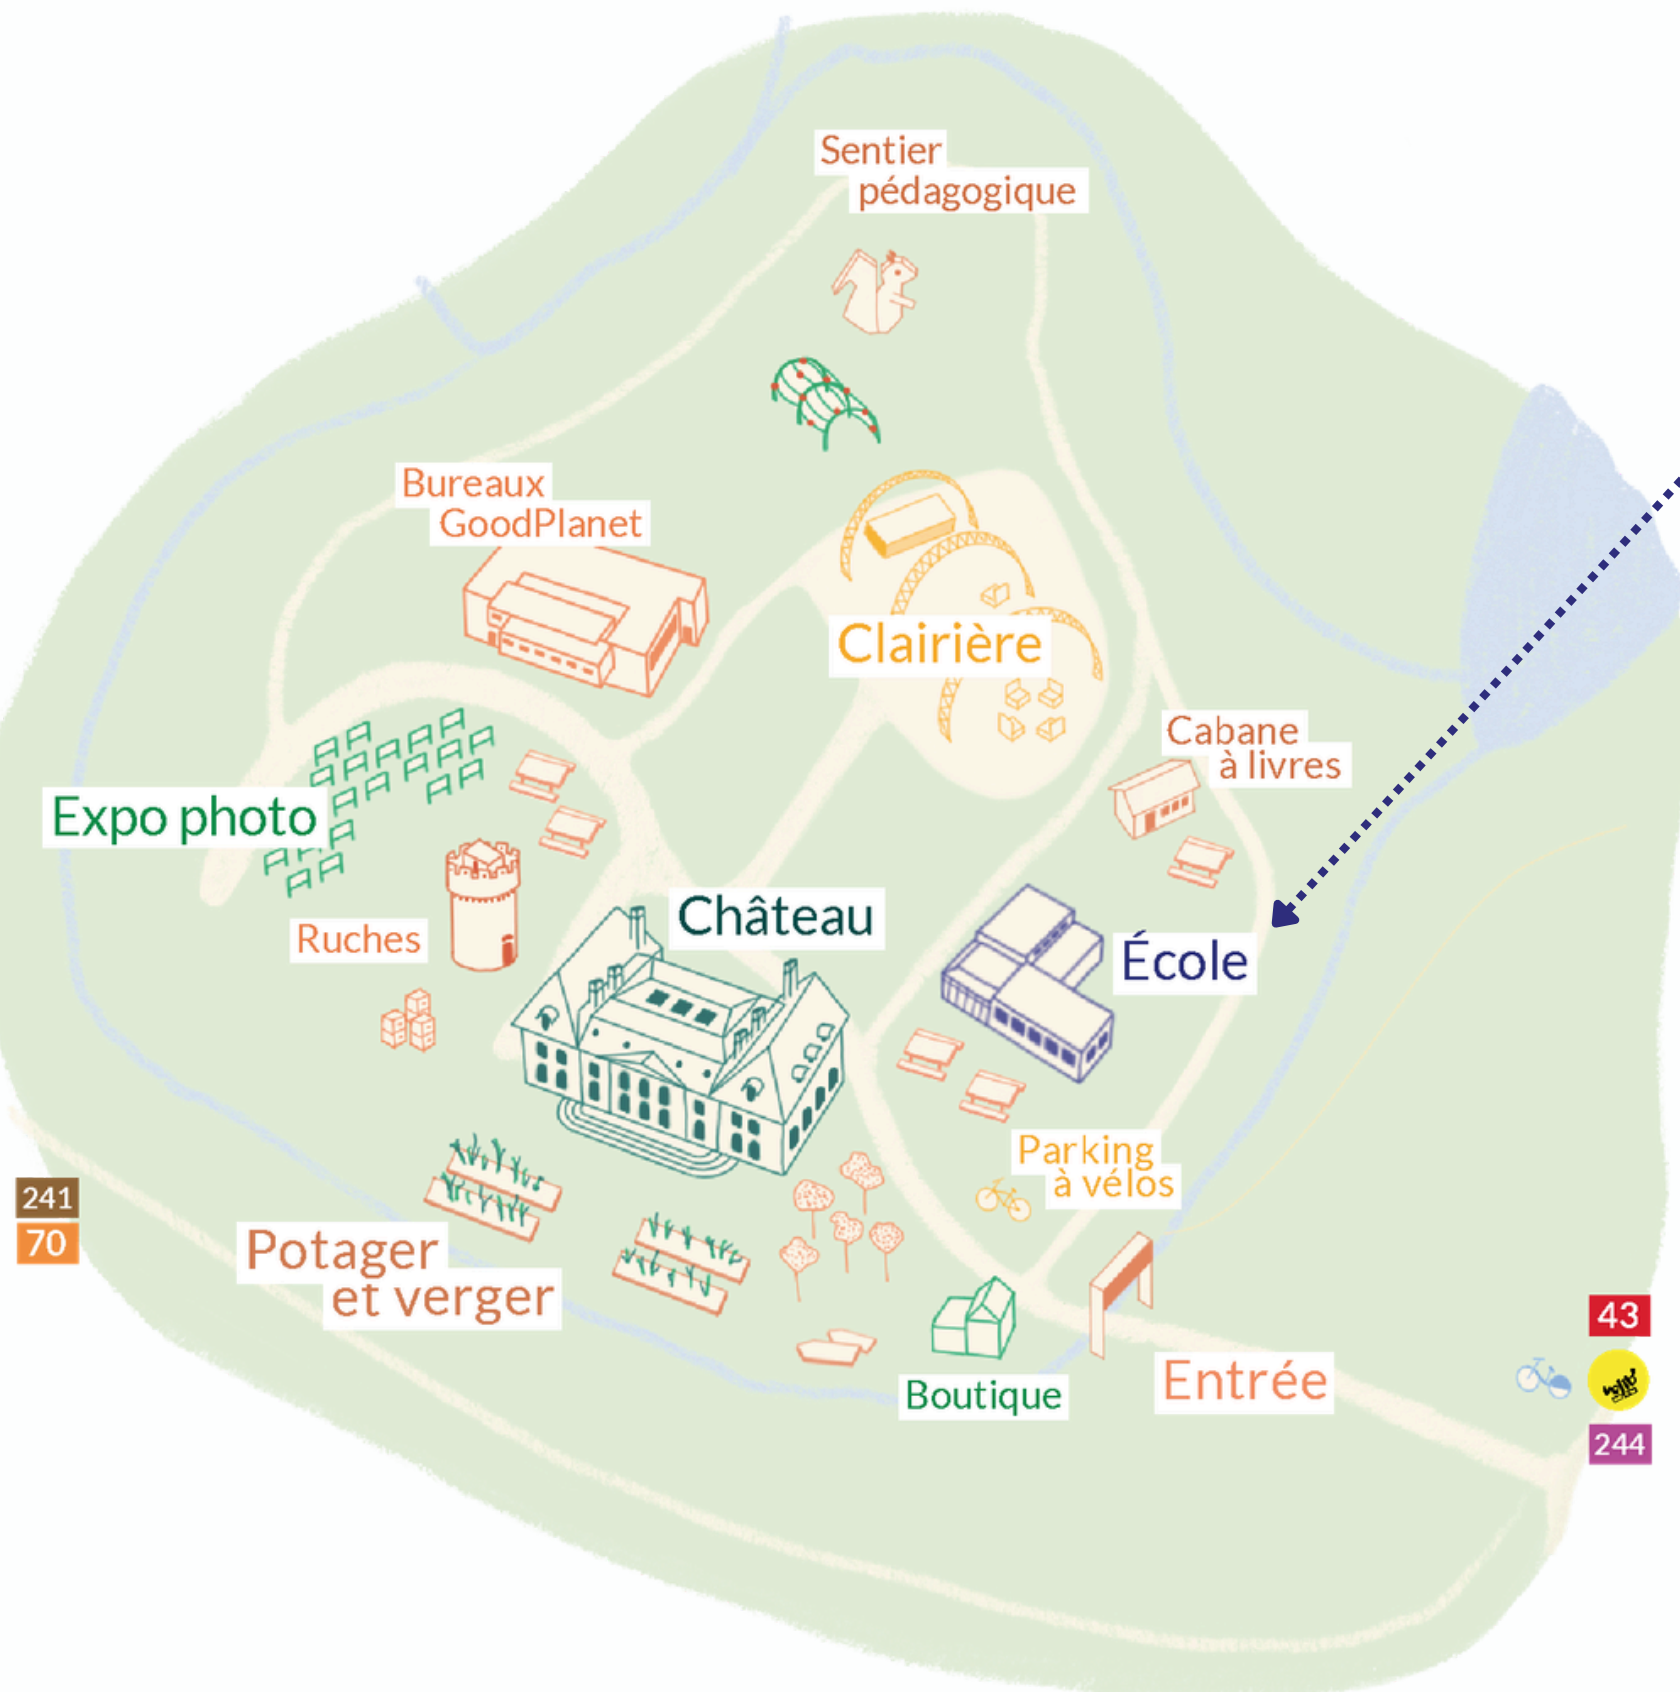 Sentier
pédagogique
Bureaux
GoodPlanet
Clairière
Cabane
à livres
Expo photo
Château
Ruches
École
Parking
à vélos
241
70
Potager
et verger
43
Entrée
Boutique
244